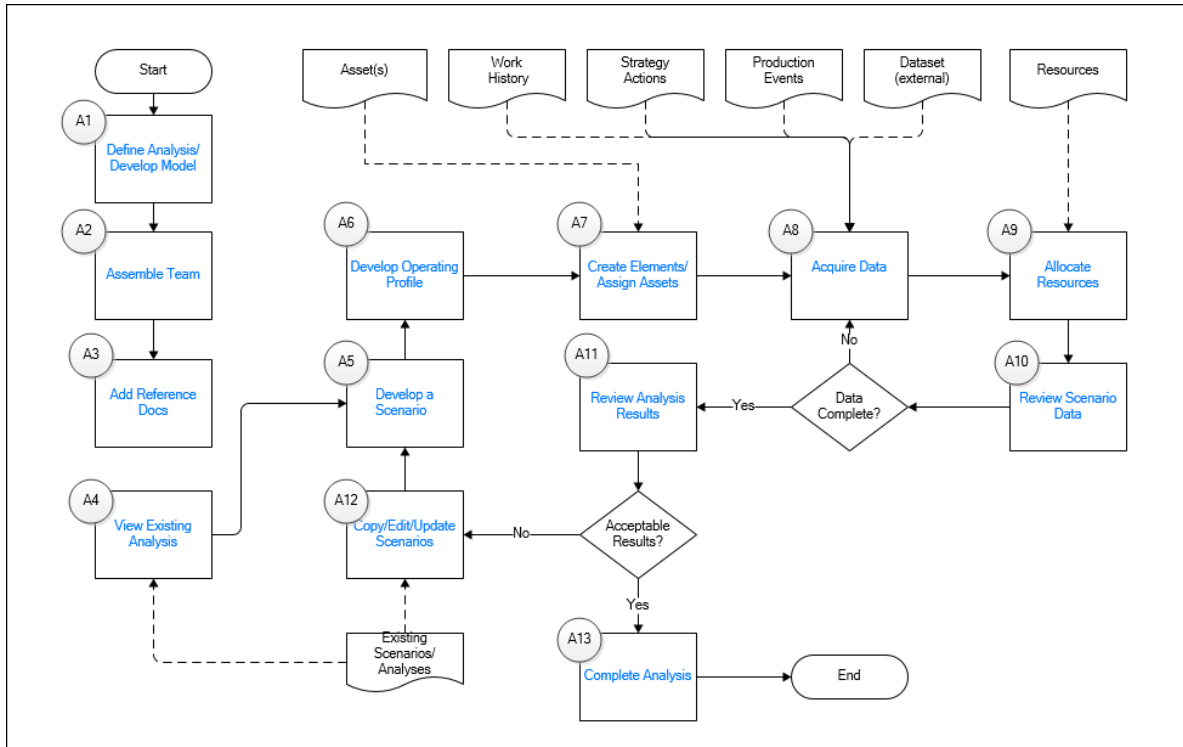 Start
Asset(s)
Work
History
Strategy
Actions
Production
Events
Dataset
(external)
Resources
A1
Define Analysis/
Develop Model
A2
Assemble Team
A6
Develop Operating
Profile
A7
Create Elements/
Assign Assets
A8
Acquire Data
A9
Allocate
Resources
A3
Add Reference
Docs
A5
Develop a
Scenario
A11
Review Analysis
Results
Yes
No
Data
Complete?
A10
Review Scenario
Data
A4
View Existing
Analysis
A12
Copy/Edit/Update
Scenarios
No
Acceptable
Results?
Yes
Existing
Scenarios/
Analyses
A13
Complete Analysis
End